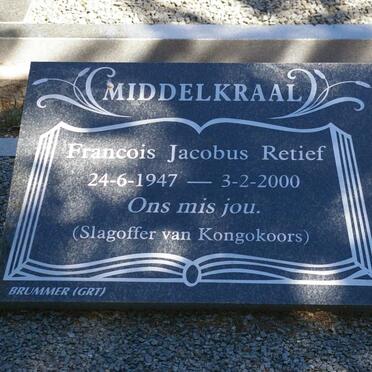 MIDDELKRAAL
Francois Jacobus Retief
24-6-1947 — 3-2-2000
Ons mis jou.
(Slagoffer van Kongokoors)
BRUMMER (GRT)